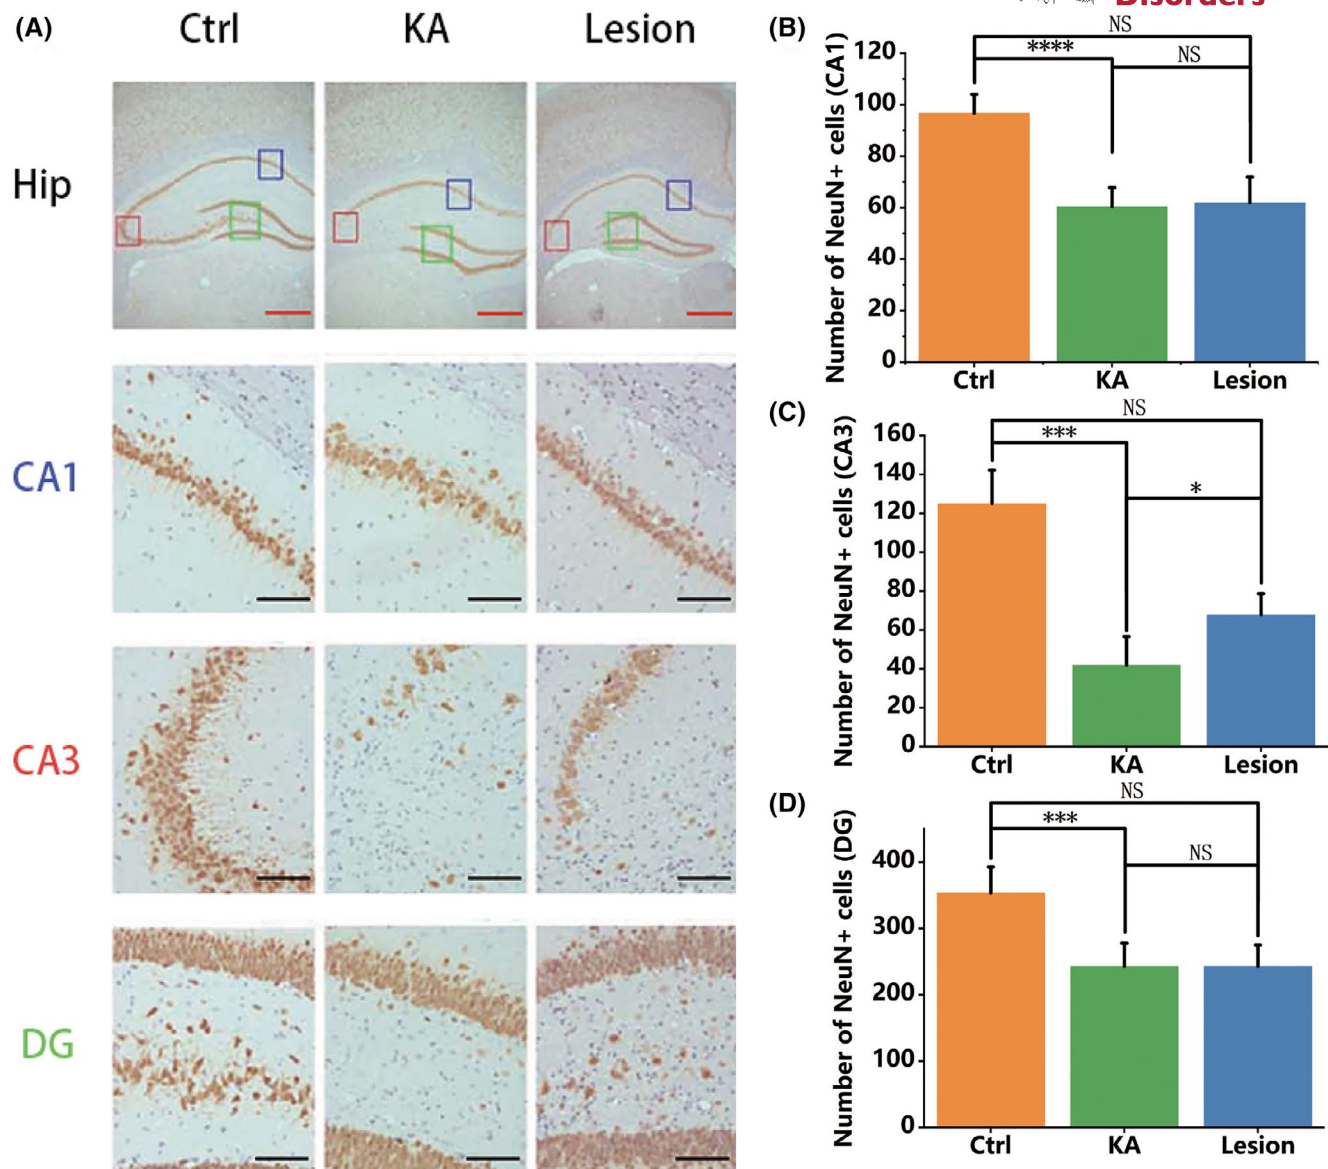 Disorders
(A)
Ctrl KA Lesion
Hip
CA1
CA3
DG
(B)
Number of NeuN+ cells (CA1)
120
100
80
60
40
20
0
NS
****
NS
Ctrl KA Lesion
(C)
Number of NeuN+ cells (CA3)
160
140
120
100
80
60
40
20
0
NS
***
*
Ctrl KA Lesion
(D)
Number of NeuN+ cells (DG)
400
300
200
100
0
NS
***
NS
Ctrl KA Lesion